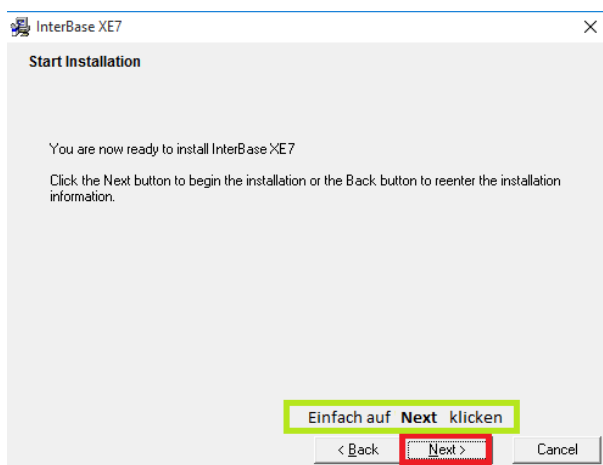 InterBase XE7
Start Installation
You are now ready to install InterBase XE7
Click the Next button to begin the installation or the Back button to reenter the installation
information.
Einfach auf Next klicken
< Back Next > Cancel